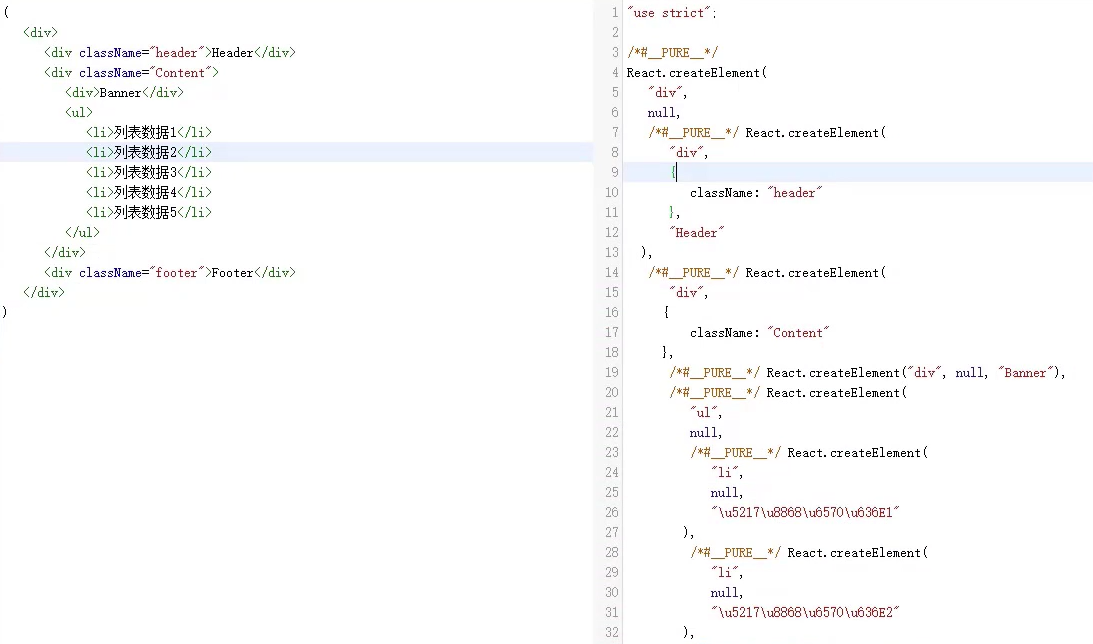 (
<div>
<div className="header">Header</div>
<div className="Content">
<div>Banner</div>
<ul>
<li>列表数据1</li>
<li>列表数据2</li>
<li>列表数据3</li>
<li>列表数据4</li>
<li>列表数据5</li>
</ul>
</div>
<div className="footer">Footer</div>
</div>
)
1 "use strict";
2
3 /*#__PURE__*/
4 React.createElement(
5 "div",
6 null,
7 /*#__PURE__*/ React.createElement(
8 "div",
9 {
10 className: "header"
11 },
12 "Header"
13 ),
14 /*#__PURE__*/ React.createElement(
15 "div",
16 {
17 className: "Content"
18 },
19 /*#__PURE__*/ React.createElement("div", null, "Banner"),
20 /*#__PURE__*/ React.createElement(
21 "ul",
22 null,
23 /*#__PURE__*/ React.createElement(
24 "li",
25 null,
26 "\u5217\u8868\u6570\u636E1"
27 ),
28 /*#__PURE__*/ React.createElement(
29 "li",
30 null,
31 "\u5217\u8868\u6570\u636E2"
32 ),